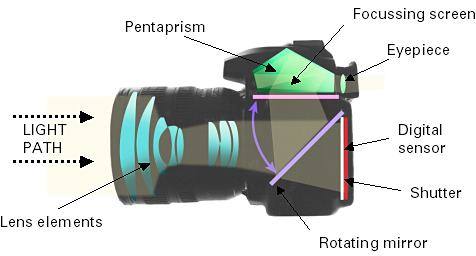 Focussing screen
Pentaprism
Eyepiece
LIGHT
PATH
Digital
sensor
Lens elements
Shutter
Rotating mirror